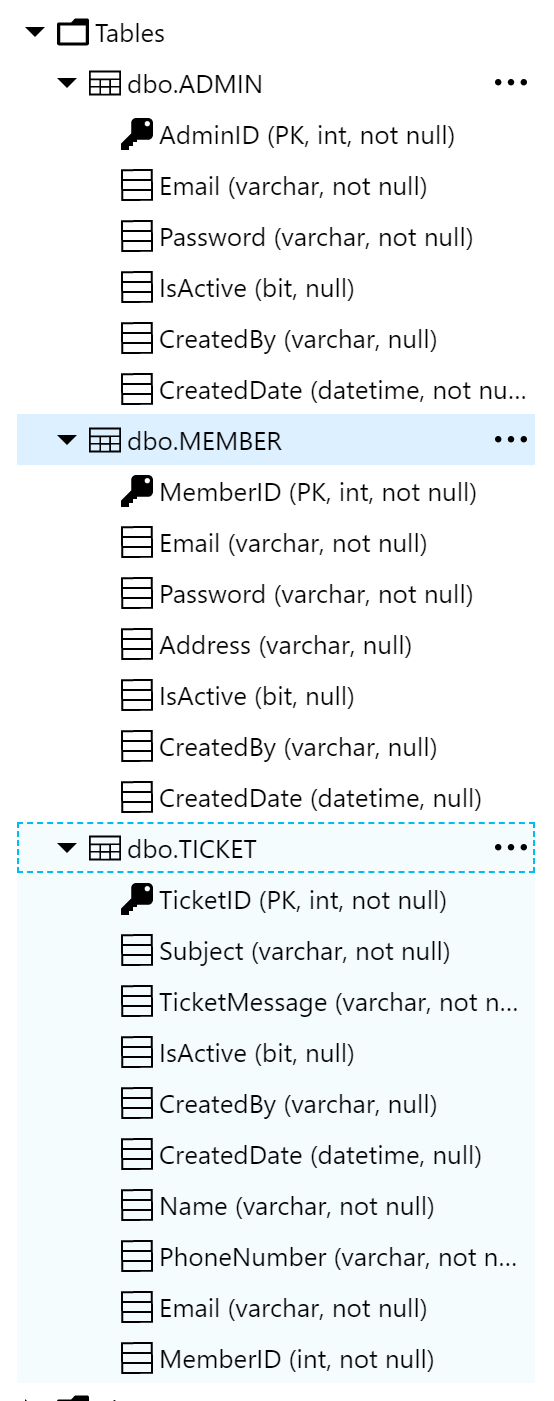 Tables
dbo.ADMIN
AdminID (PK, int, not null)
Email (varchar, not null)
Password (varchar, not null)
IsActive (bit, null)
CreatedBy (varchar, null)
CreatedDate (datetime, not nu...
dbo.MEMBER
MemberID (PK, int, not null)
Email (varchar, not null)
Password (varchar, not null)
Address (varchar, null)
IsActive (bit, null)
CreatedBy (varchar, null)
CreatedDate (datetime, null)
dbo.TICKET
TicketID (PK, int, not null)
Subject (varchar, not null)
TicketMessage (varchar, not n...
IsActive (bit, null)
CreatedBy (varchar, null)
CreatedDate (datetime, null)
Name (varchar, not null)
PhoneNumber (varchar, not n...
Email (varchar, not null)
MemberID (int, not null)